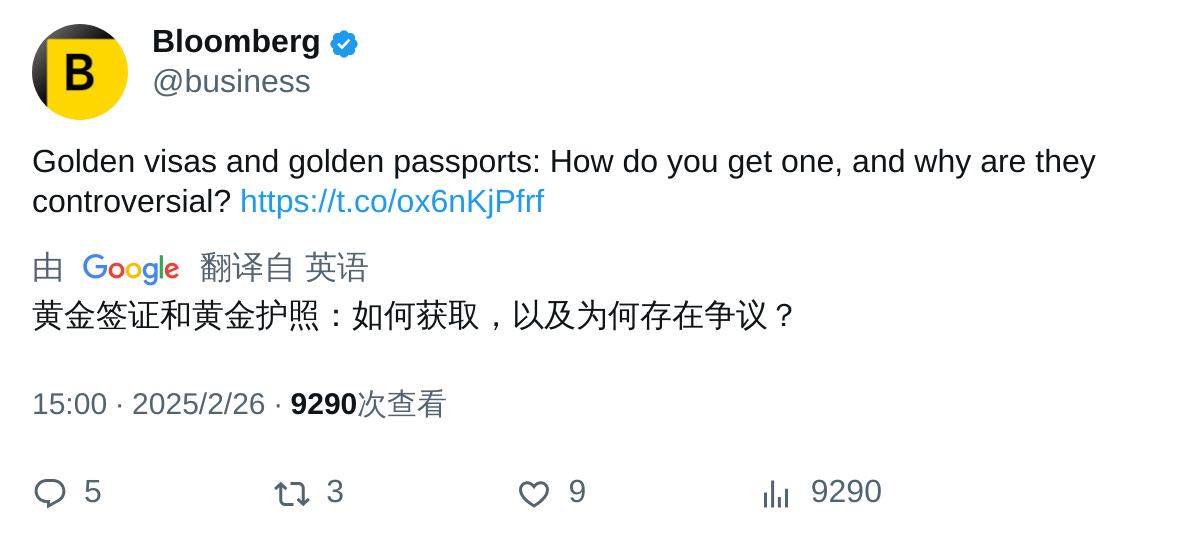 B
Bloomberg
@business
Golden visas and golden passports: How do you get one, and why are they
controversial? https://t.co/ox6nKjPfrf
由 Google 翻译自 英语
黄金签证和黄金护照：如何获取，以及为何存在争议？
15:00 · 2025/2/26 · 9290次查看
5 3 9 9290